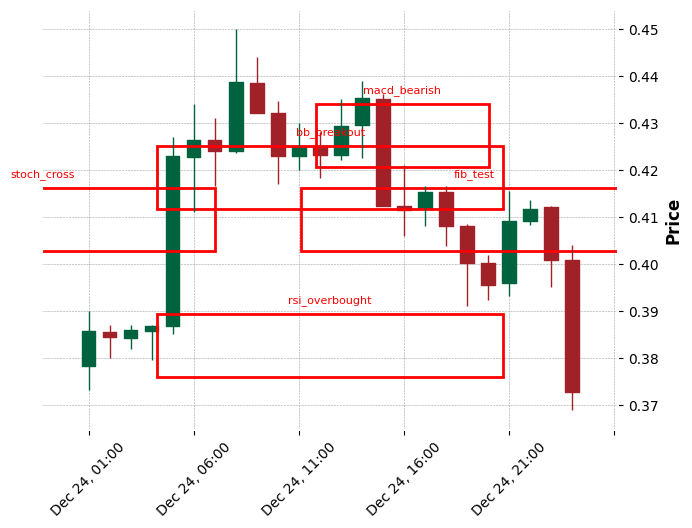 0.45
0.44
macd_bearish
0.43
bb_breakout
0.42
stoch_cross
fib_test
0.41
Price
0.40
0.39
rsi_overbought
0.38
0.37
Dec 24, 01:00
Dec 24, 06:00
Dec 24, 11:00
Dec 24, 16:00
Dec 24, 21:00